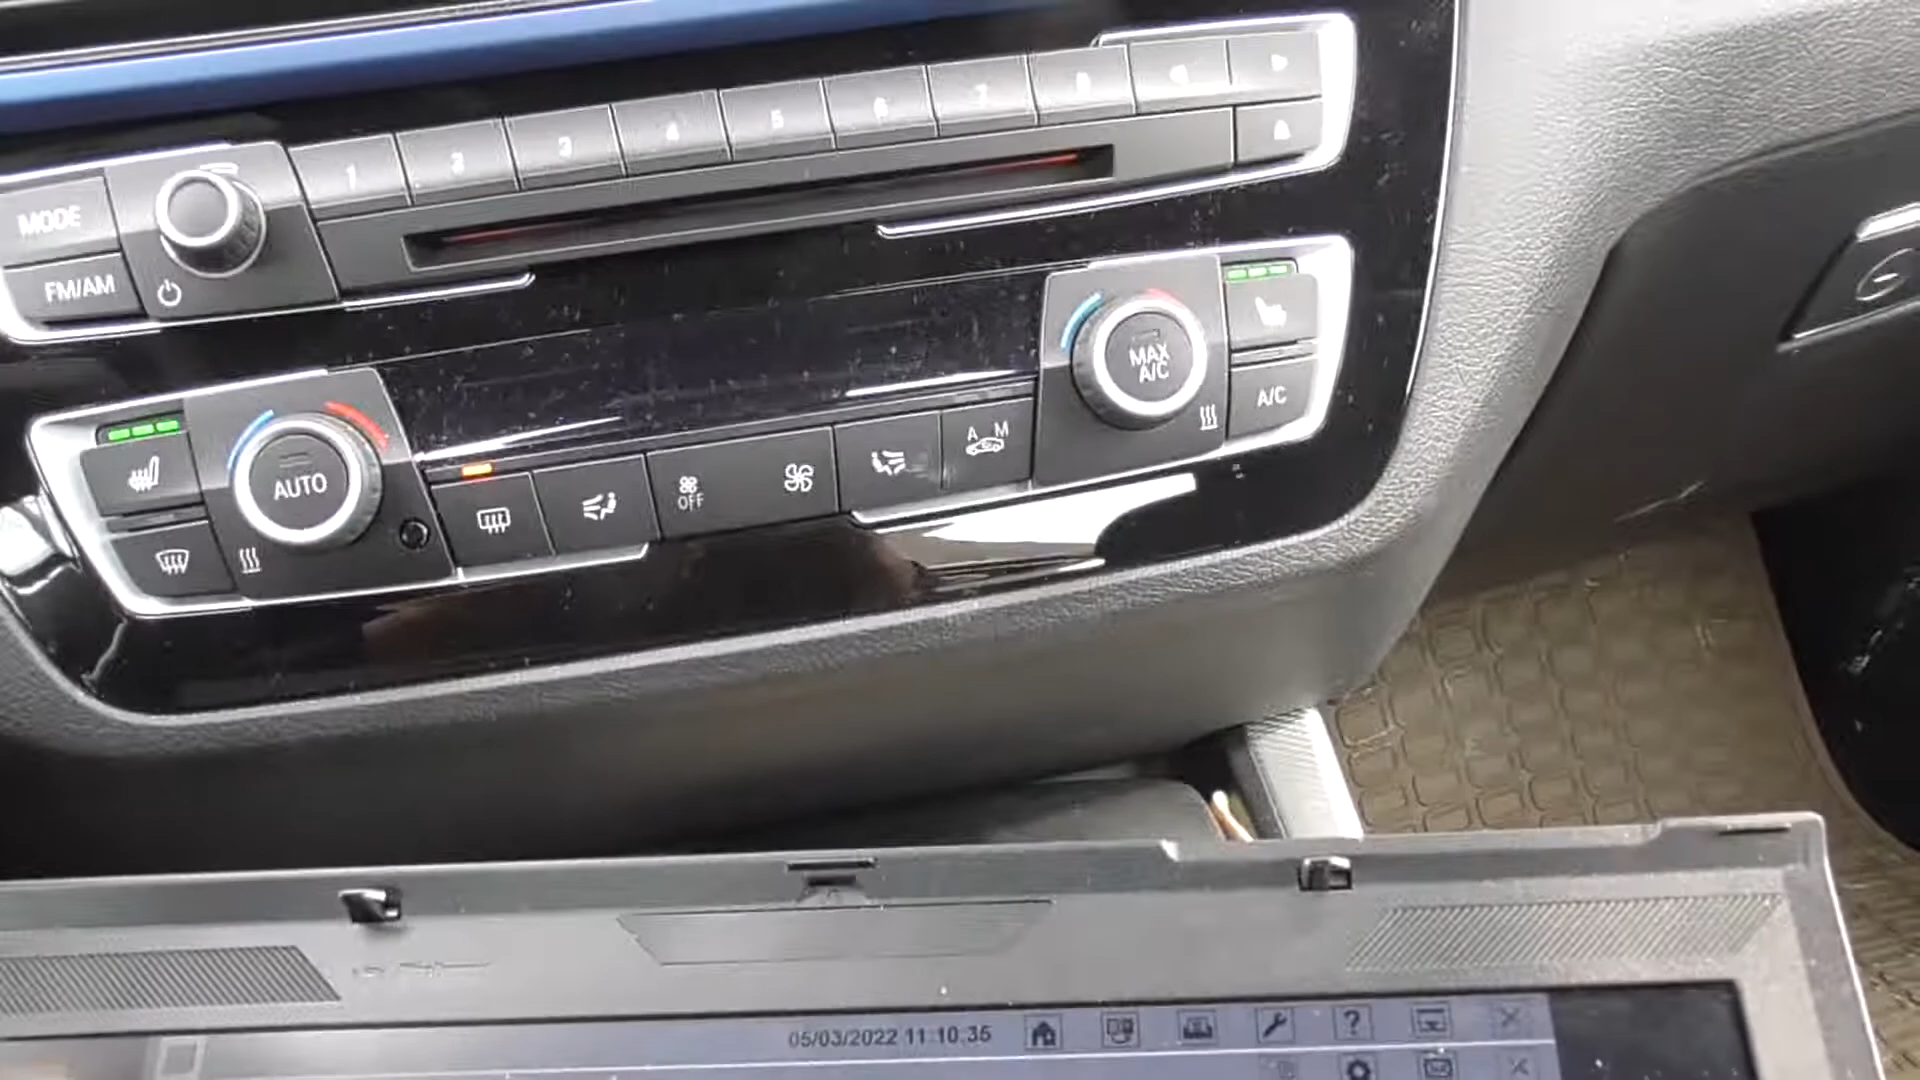 1 2 3 4 5 6 7 8
MODE
FM/AM
MAX
A/C
A/C
AUTO
OFF
A M
05/03/2022 11:10:35
?